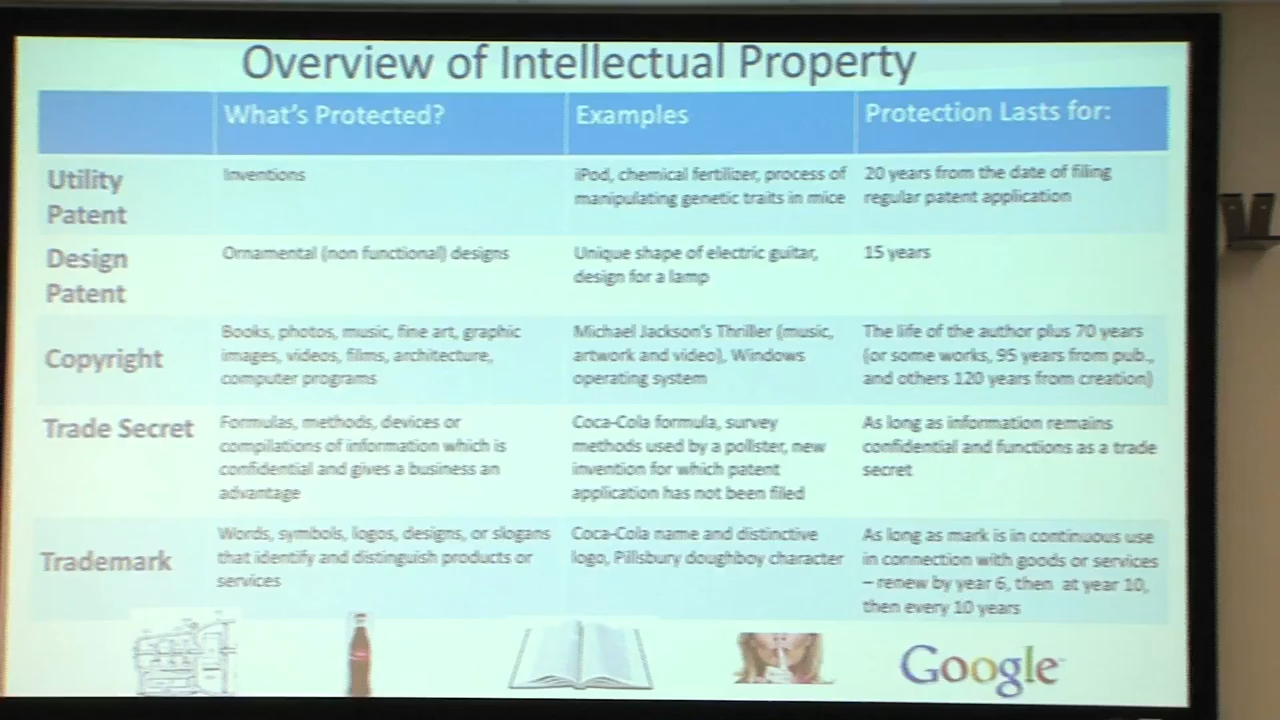 Overview of Intellectual Property
What's Protected?
Examples
Protection Lasts for:
Utility
Patent
Inventions
iPod, chemical fertilizer, process of
manipulating genetic traits in mice
20 years from the date of filing
regular patent application
Design
Patent
Ornamental (non functional) designs
Unique shape of electric guitar,
design for a lamp
15 years
Copyright
Books, photos, music, fine art, graphic
images, videos, films, architecture,
computer programs
Michael Jackson's Thriller (music,
artwork and video), Windows
operating system
The life of the author plus 70 years
(or some works, 95 years from pub.,
and others 120 years from creation)
Trade Secret
Formulas, methods, devices or
compilations of information which is
confidential and gives a business an
advantage
Coca-Cola formula, survey
methods used by a pollster, new
invention for which patent
application has not been filed
As long as information remains
confidential and functions as a trade
secret
Trademark
Words, symbols, logos, designs, or slogans
that identify and distinguish products or
services
Coca-Cola name and distinctive
logo, Pillsbury doughboy character
As long as mark is in continuous use
in connection with goods or services
– renew by year 6, then at year 10,
then every 10 years
Google